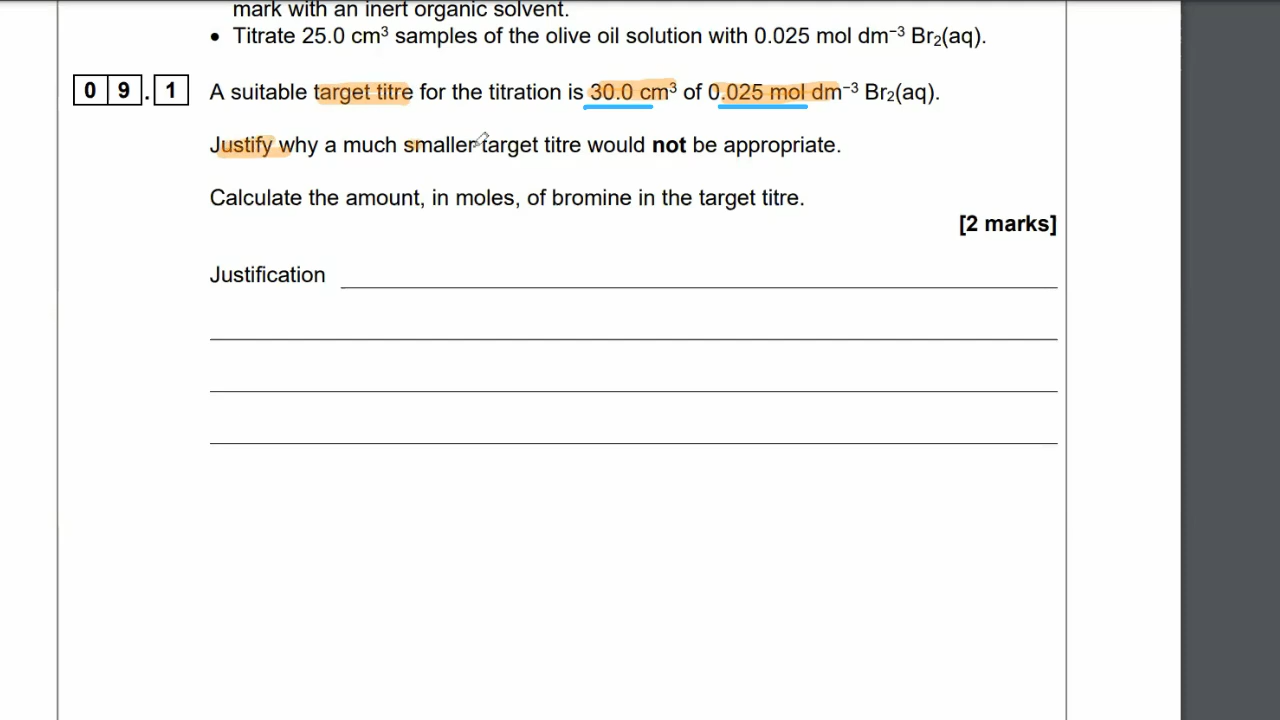 mark with an inert organic solvent.
• Titrate 25.0 cm³ samples of the olive oil solution with 0.025 mol dm⁻³ Br₂(aq).
0 9 . 1 A suitable target titre for the titration is 30.0 cm³ of 0.025 mol dm⁻³ Br₂(aq).
Justify why a much smaller target titre would not be appropriate.
Calculate the amount, in moles, of bromine in the target titre.
[2 marks]
Justification